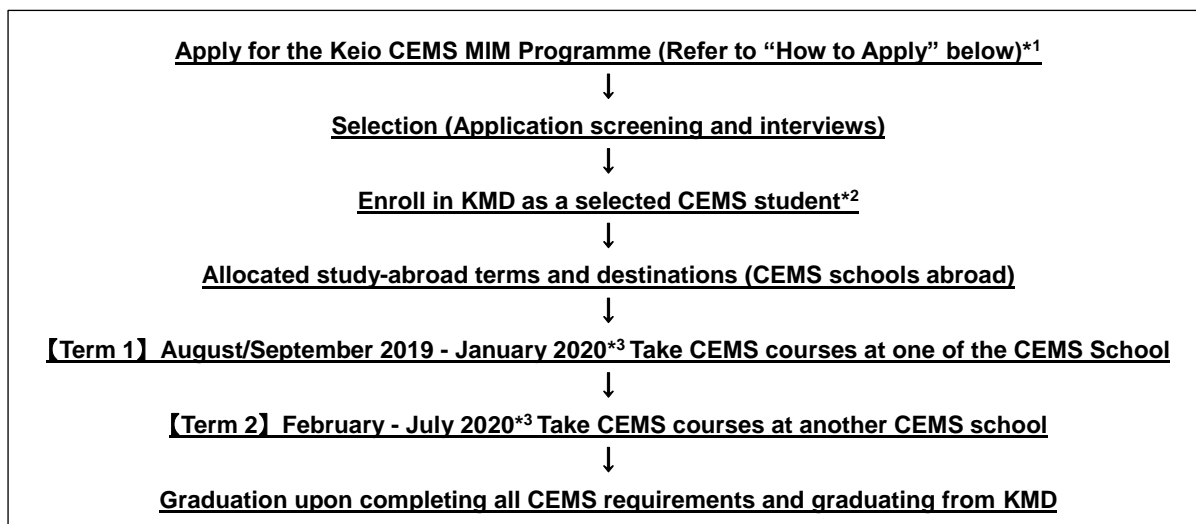 Apply for the Keio CEMS MIM Programme (Refer to “How to Apply” below)*1
↓
Selection (Application screening and interviews)
↓
Enroll in KMD as a selected CEMS student*2
↓
Allocated study-abroad terms and destinations (CEMS schools abroad)
↓
【Term 1】August/September 2019 - January 2020*3 Take CEMS courses at one of the CEMS School
↓
【Term 2】February - July 2020*3 Take CEMS courses at another CEMS school
↓
Graduation upon completing all CEMS requirements and graduating from KMD